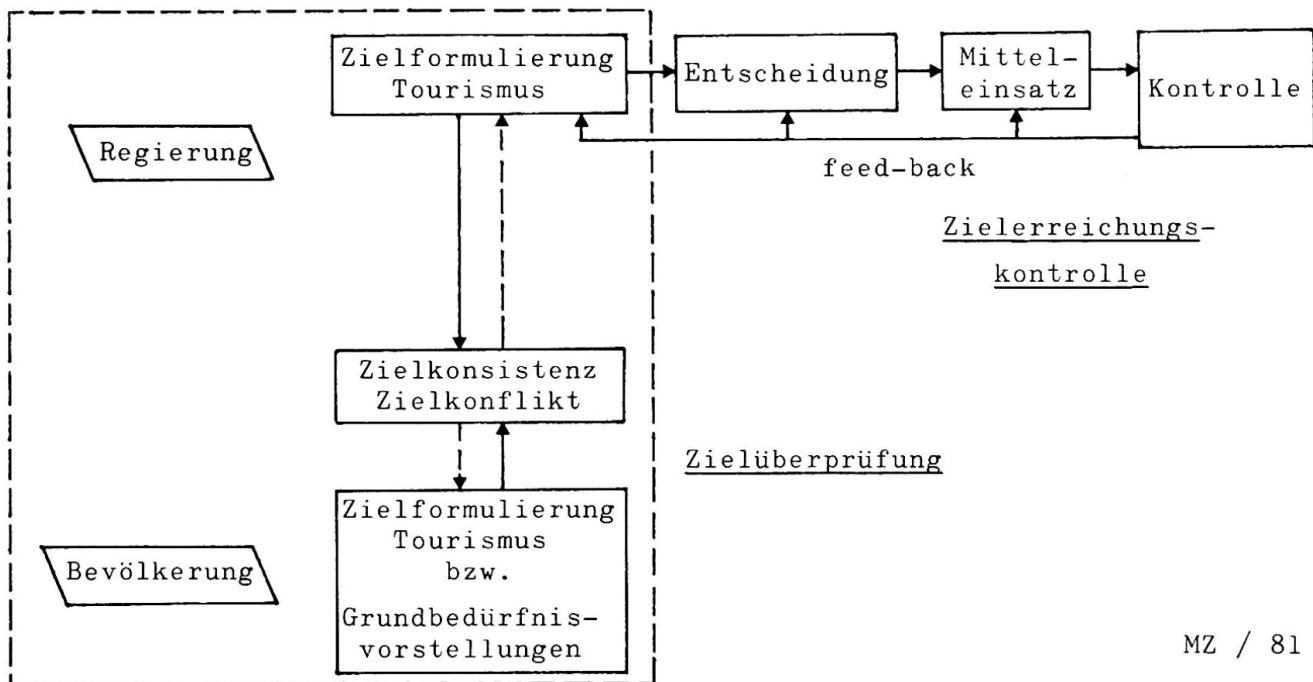 Zielformulierung
Tourismus
Entscheidung
Mittel-
einsatz
Kontrolle
Regierung
feed-back
Zielerreichungs-
kontrolle
Zielkonsistenz
Zielkonflikt
Zielüberprüfung
Zielformulierung
Tourismus
bzw.
Grundbedürfnis-
vorstellungen
Bevölkerung
MZ / 81